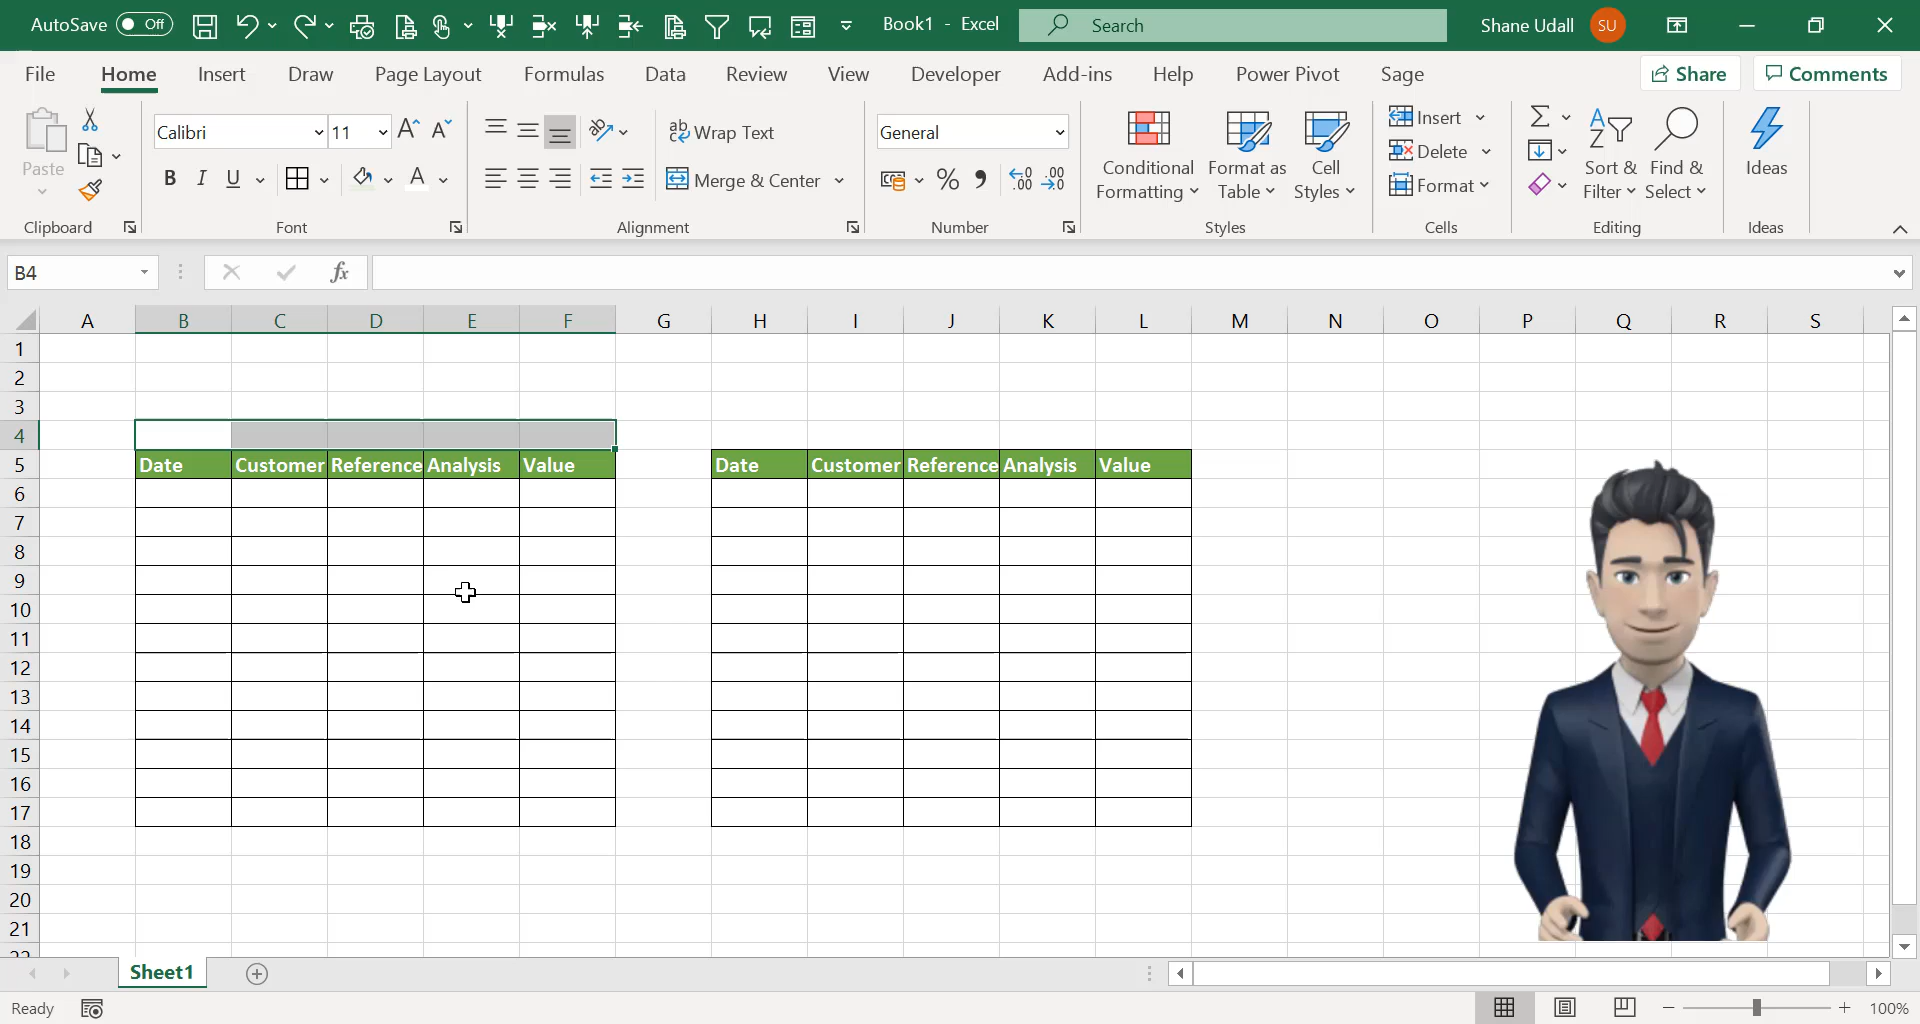 AutoSave Off Book1 - Excel Search Shane Udall SU
File Home Insert Draw Page Layout Formulas Data Review View Developer Add-ins Help Power Pivot Sage Share Comments
Paste
Clipboard
Calibri 11
B I U A
Font
ab Wrap Text
Merge & Center
Alignment
General
% 9 .00
Number
Conditional Formatting
Format as Table
Cell Styles
Styles
Insert
Delete
Format
Cells
Σ
Sort & Filter
Find & Select
Editing
Ideas
Ideas
B4 fx
A B C D E F G H I J K L M N O P Q R S
1
2
3
4
5 Date Customer Reference Analysis Value Date Customer Reference Analysis Value
6
7
8
9
10
11
12
13
14
15
16
17
18
19
20
21
Sheet1
Ready 100%